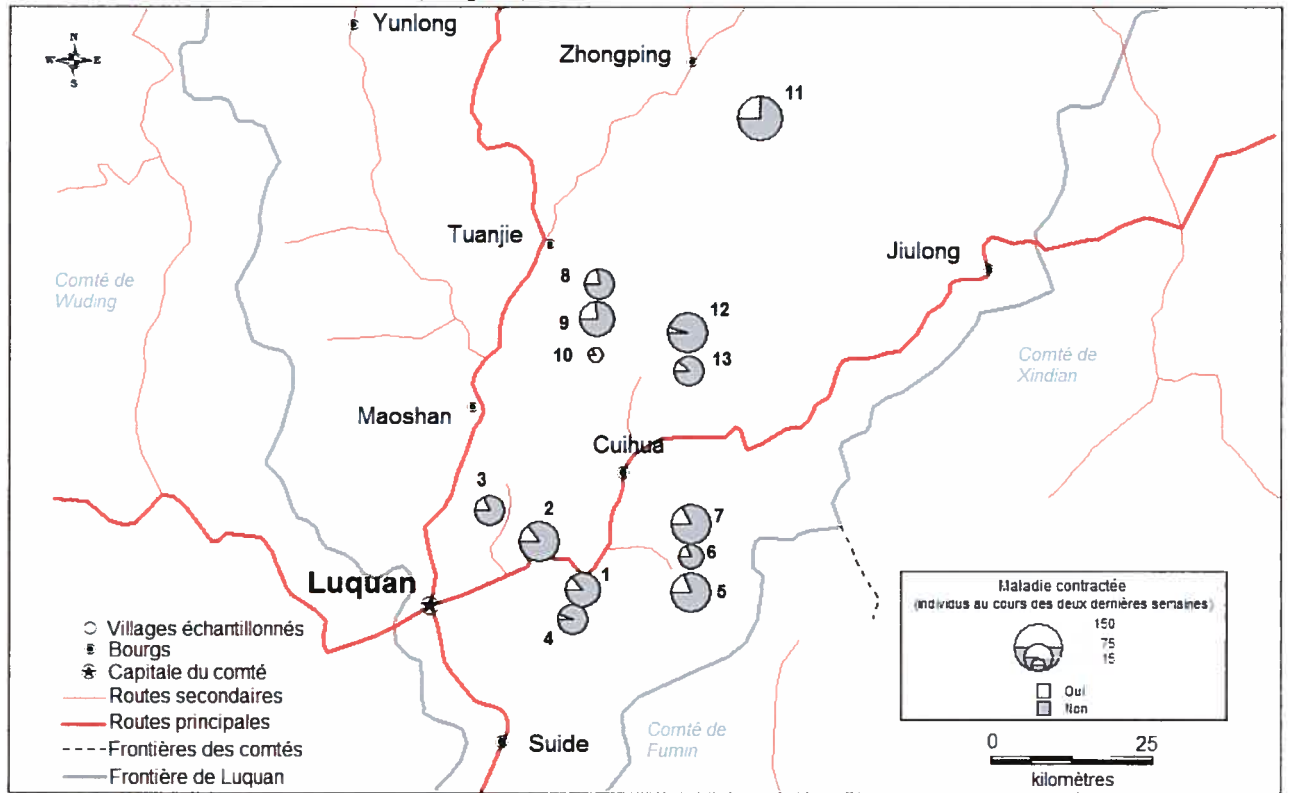 Yunlong
Zhongping
N
W E
S
11
Tuanjie
Jiulong
Comté de
Wuding
8
9
10
12
13
Comté de
Xindian
Maoshan
Cuihua
3
2
7
6
5
1
4
Luquan
Maladie contractée
(individus au cours des deux dernières semaines)
150
75
15
Oui
Non
Villages échantillonnés
Bourgs
Capitale du comté
Routes secondaires
Routes principales
Frontières des comtés
Frontière de Luquan
Suide
Comté de
Fumin
0 25
kilomètres